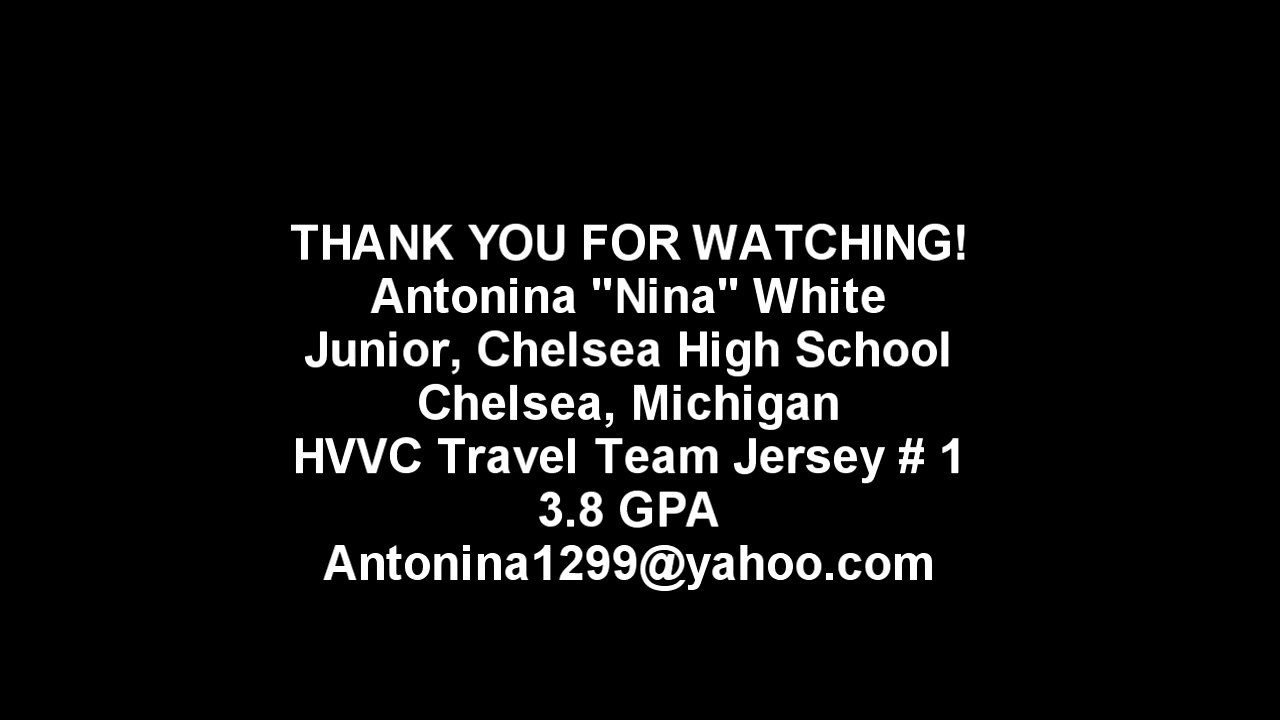 THANK YOU FOR WATCHING!
Antonina "Nina" White
Junior, Chelsea High School
Chelsea, Michigan
HVVC Travel Team Jersey # 1
3.8 GPA
Antonina1299@yahoo.com